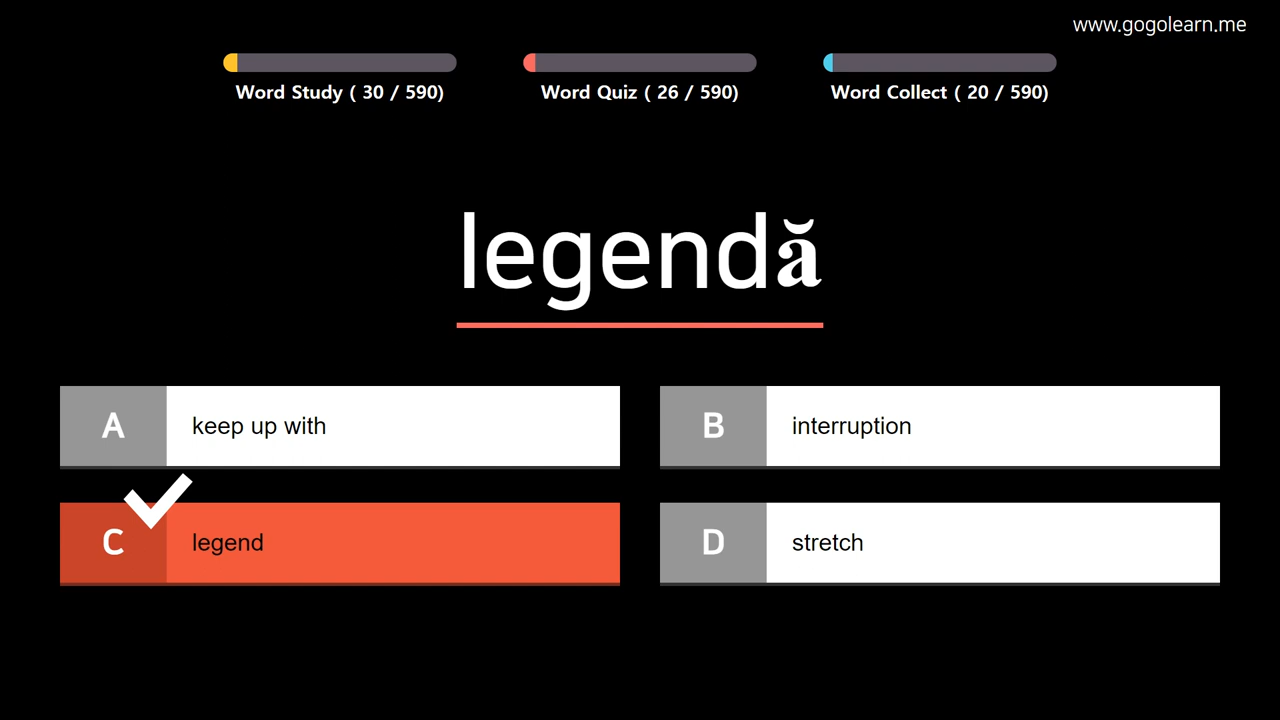 www.gogolearn.me
Word Study ( 30 / 590)
Word Quiz ( 26 / 590)
Word Collect ( 20 / 590)
legendă
A keep up with
B interruption
C legend
D stretch